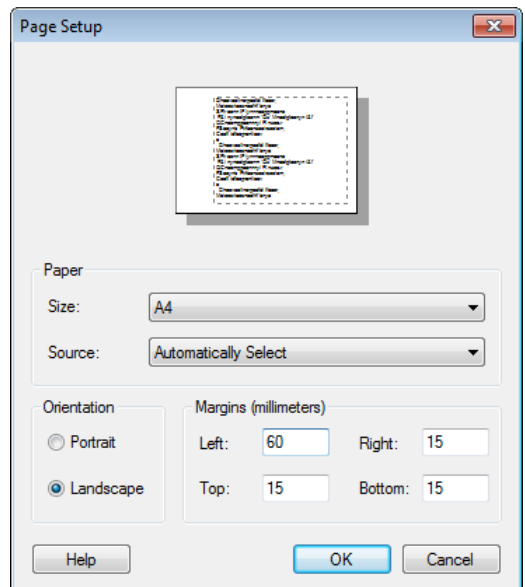 Page Setup
Paper
Size: A4
Source: Automatically Select
Orientation
Portrait
Landscape
Margins (millimeters)
Left: 60 Right: 15
Top: 15 Bottom: 15
Help OK Cancel